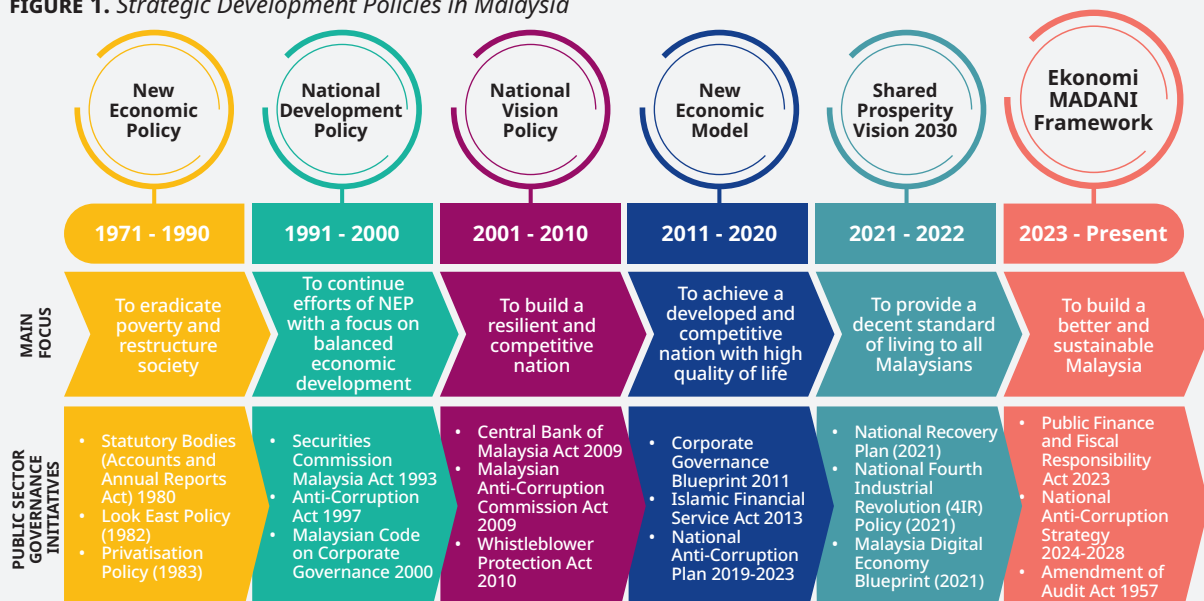 FIGURE 1. Strategic Development Policies in Malaysia
New
Economic
Policy
National
Development
Policy
National
Vision
Policy
New
Economic
Model
Shared
Prosperity
Vision 2030
Ekonomi
MADANI
Framework
1971 - 1990
1991 - 2000
2001 - 2010
2011 - 2020
2021 - 2022
2023 - Present
MAIN
FOCUS
To eradicate
poverty and
restructure
society
To continue
efforts of NEP
with a focus on
balanced
economic
development
To build a
resilient and
competitive
nation
To achieve a
developed and
competitive
nation with high
quality of life
To provide a
decent standard
of living to all
Malaysians
To build a
better and
sustainable
Malaysia
PUBLIC SECTOR
GOVERNANCE
INITIATIVES
• Statutory Bodies
(Accounts and
Annual Reports
Act) 1980
• Look East Policy
(1982)
• Privatisation
Policy (1983)
• Securities
Commission
Malaysia Act 1993
• Anti-Corruption
Act 1997
• Malaysian Code
on Corporate
Governance 2000
• Central Bank of
Malaysia Act 2009
• Malaysian
Anti-Corruption
Commission Act
2009
• Whistleblower
Protection Act
2010
• Corporate
Governance
Blueprint 2011
• Islamic Financial
Service Act 2013
• National
Anti-Corruption
Plan 2019-2023
• National Recovery
Plan (2021)
• National Fourth
Industrial
Revolution (4IR)
Policy (2021)
• Malaysia Digital
Economy
Blueprint (2021)
• Public Finance
and Fiscal
Responsibility
Act 2023
• National
Anti-Corruption
Strategy
2024-2028
• Amendment of
Audit Act 1957